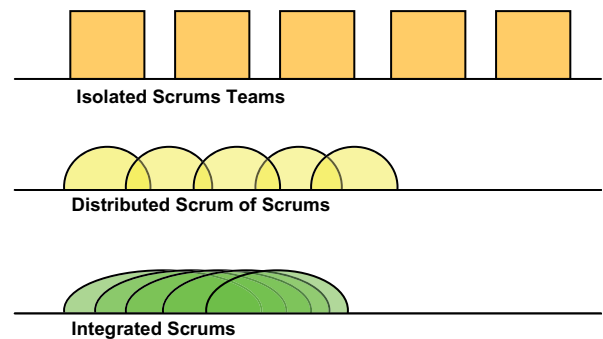 Isolated Scrums Teams
Distributed Scrum of Scrums
Integrated Scrums